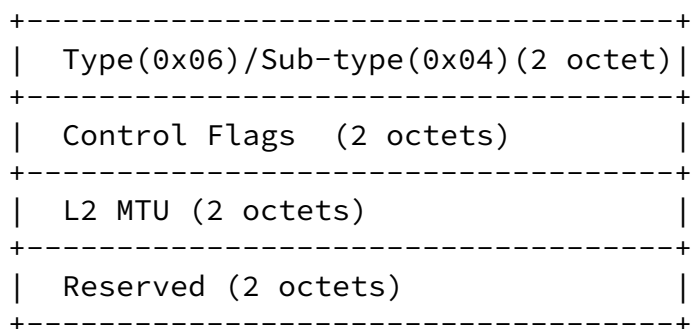 +------------------------------------+
|  Type(0x06)/Sub-type(0x04)(2 octet)|
+------------------------------------+
|  Control Flags  (2 octets)         |
+------------------------------------+
|  L2 MTU (2 octets)                 |
+------------------------------------+
|  Reserved (2 octets)               |
+------------------------------------+